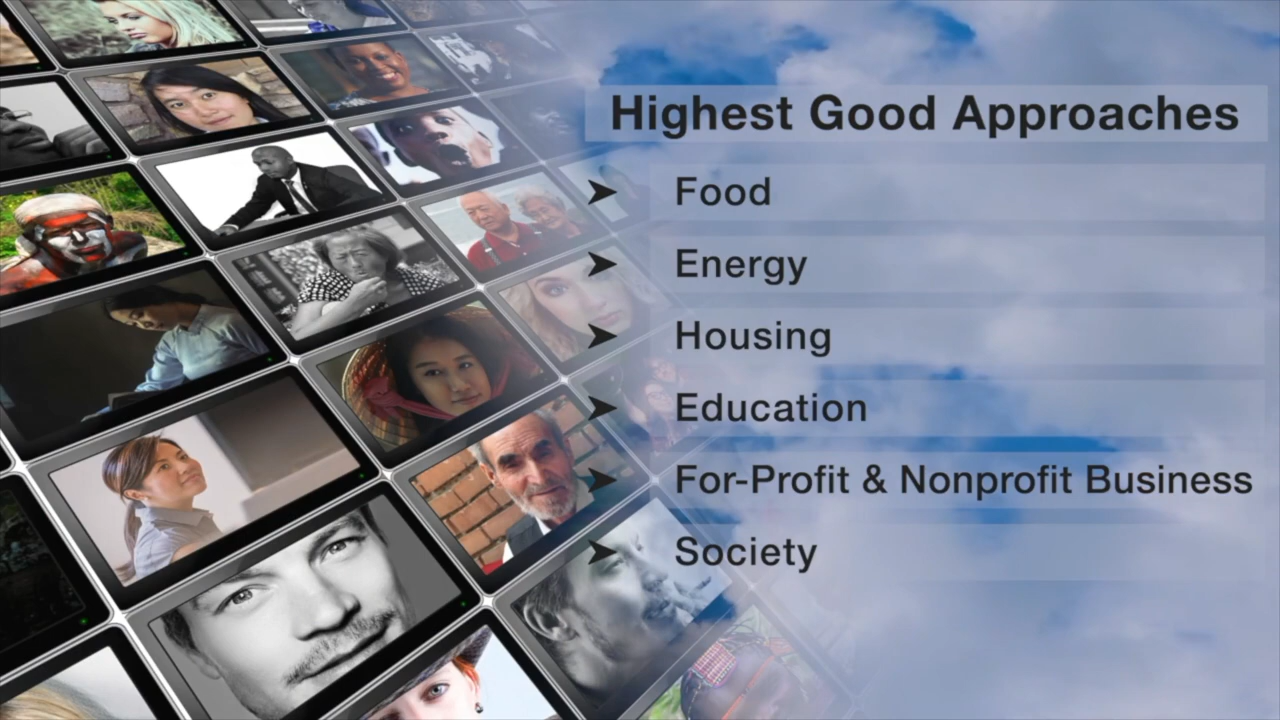 Highest Good Approaches
Food
Energy
Housing
Education
For-Profit & Nonprofit Business
Society